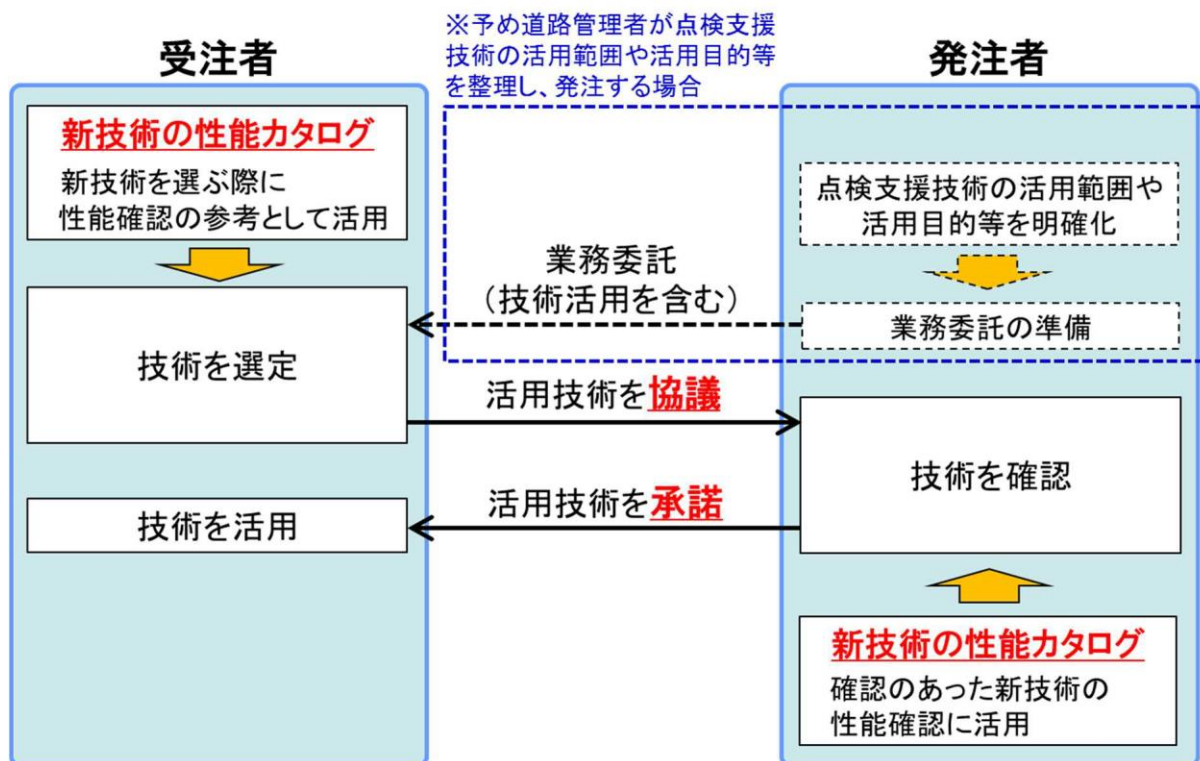 ※予め道路管理者が点検支援
技術の活用範囲や活用目的等
を整理し、発注する場合
受注者
発注者
新技術の性能カタログ
新技術を選ぶ際に
性能確認の参考として活用
点検支援技術の活用範囲や
活用目的等を明確化
業務委託
（技術活用を含む）
業務委託の準備
技術を選定
活用技術を協議
技術を確認
活用技術を承諾
技術を活用
新技術の性能カタログ
確認のあった新技術の
性能確認に活用